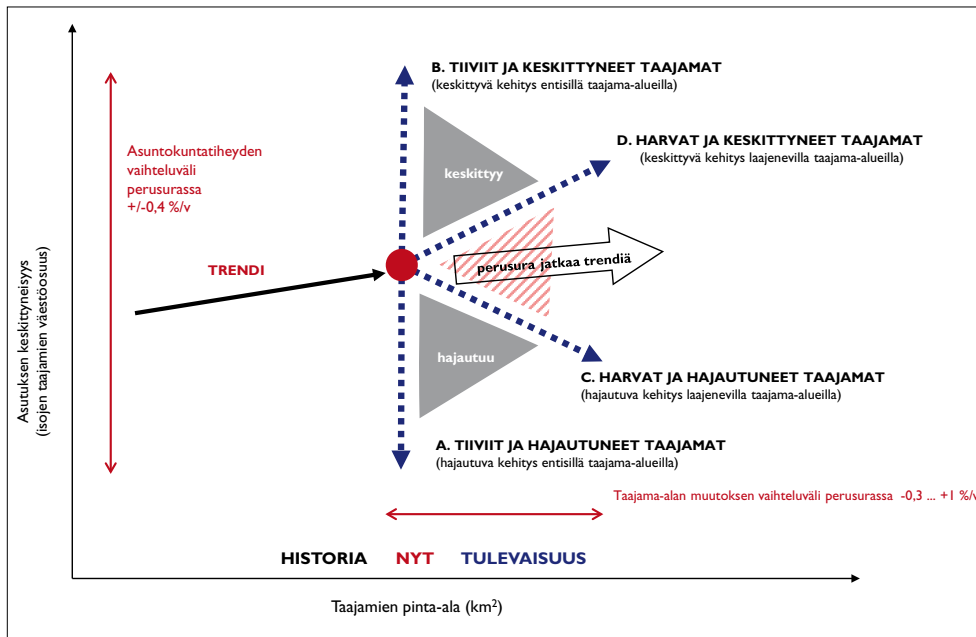 B. TIIVIIT JA KESKITTYNEET TAAJAMAT
(keskittyvä kehitys entisillä taajama-alueilla)
D. HARVAT JA KESKITTYNEET TAAJAMAT
(keskittyvä kehitys laajenevilla taajama-alueilla)
Asuntokuntatiheyden
vaihteluväli
perusurassa
+/-0,4 %/v
keskittyy
TRENDI
perusura jatkaa trendiä
hajautuu
C. HARVAT JA HAJAUTUNEET TAAJAMAT
(hajautuva kehitys laajenevilla taajama-alueilla)
A. TIIVIIT JA HAJAUTUNEET TAAJAMAT
(hajautuva kehitys entisillä taajama-alueilla)
Asutuksen keskittyneisyys
(isojen taajamien väestöosuus)
Taajama-alan muutoksen vaihteluväli perusurassa -0,3 ... +1 %/v
HISTORIA NYT TULEVAISUUS
Taajamien pinta-ala (km²)